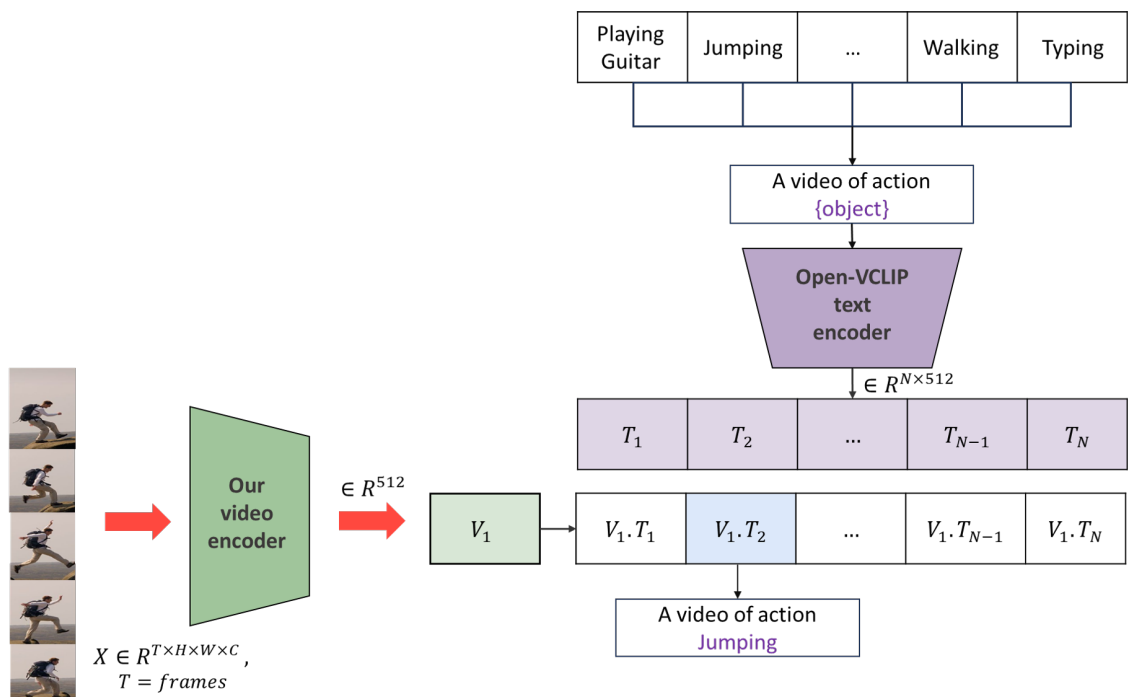 Playing
Guitar
Jumping
...
Walking
Typing
A video of action
{object}
Open-VCLIP
text
encoder
∈ R^{N×512}
T_1
T_2
...
T_{N−1}
T_N
Our
video
encoder
∈ R^{512}
V_1
V_1.T_1
V_1.T_2
...
V_1.T_{N−1}
V_1.T_N
A video of action
Jumping
X ∈ R^{T×H×W×C} ,
T = frames